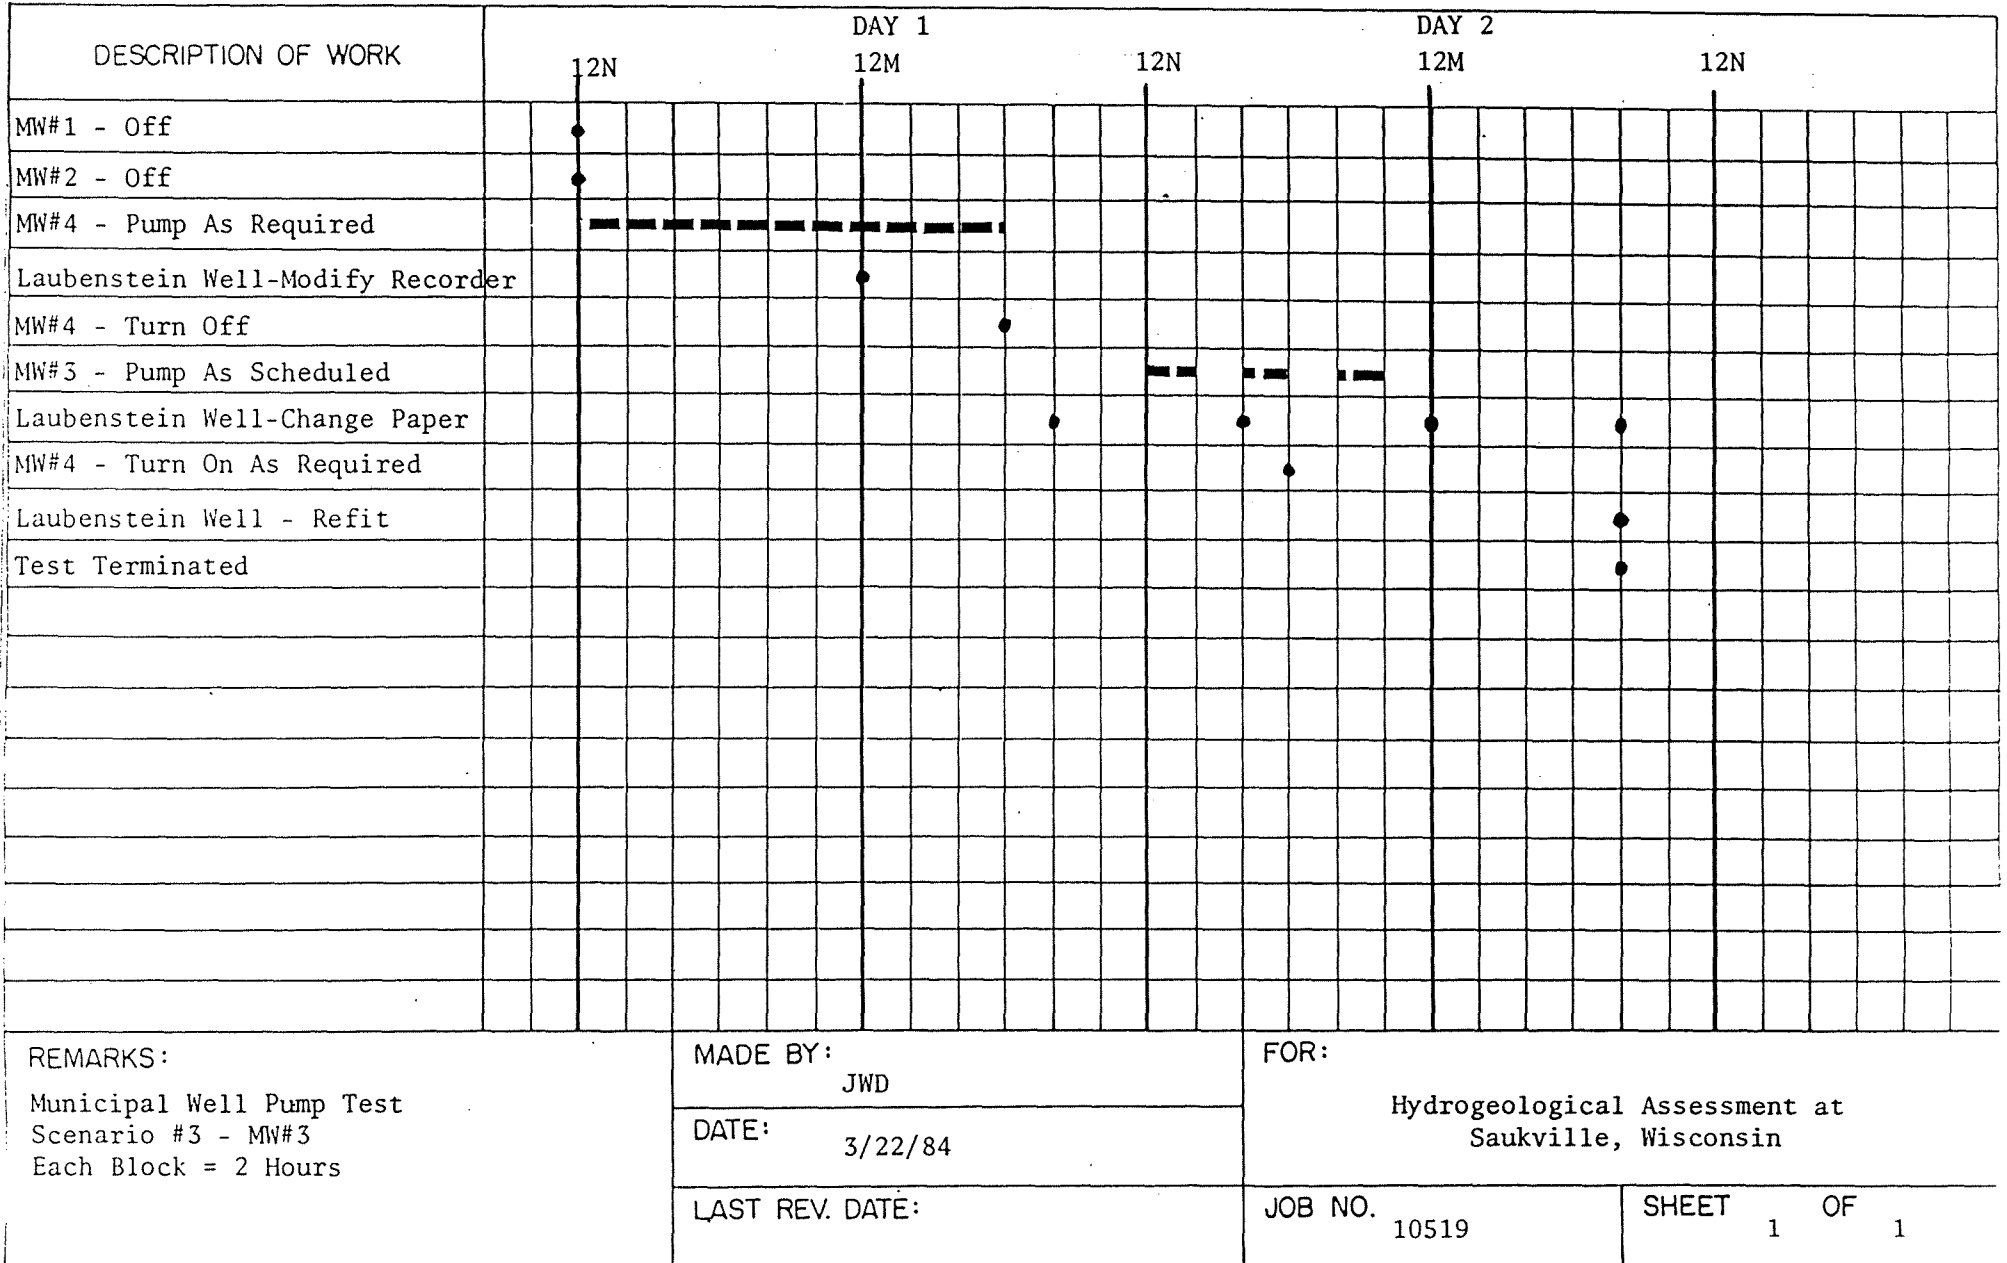 DAY 1
DAY 2
DESCRIPTION OF WORK
12N
12M
12N
12M
12N
MW#1 - Off
MW#2 - Off
MW#4 - Pump As Required
Laubenstein Well-Modify Recorder
MW#4 - Turn Off
MW#3 - Pump As Scheduled
Laubenstein Well-Change Paper
MW#4 - Turn On As Required
Laubenstein Well - Refit
Test Terminated
REMARKS:
Municipal Well Pump Test
Scenario #3 - MW#3
Each Block = 2 Hours
MADE BY:
JWD
DATE:
3/22/84
LAST REV. DATE:
FOR:
Hydrogeological Assessment at
Saukville, Wisconsin
JOB NO.
10519
SHEET 1 OF 1